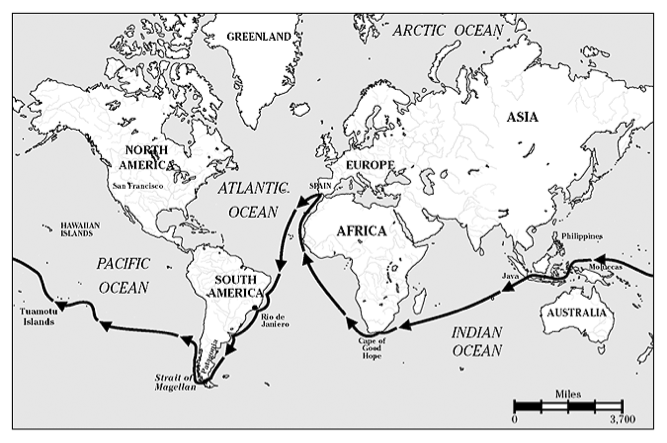 ARCTIC OCEAN
GREENLAND
ASIA
NORTH
AMERICA
EUROPE
San Francisco
SPAIN
ATLANTIC
OCEAN
HAWAIIAN
ISLANDS
AFRICA
Philippines
PACIFIC
OCEAN
SOUTH
AMERICA
Java
Moluccas
Tuamotu
Islands
Rio de
Janiero
AUSTRALIA
INDIAN
OCEAN
Cape of
Good
Hope
Patagonia
Strait of
Magellan
Miles
0 3,700